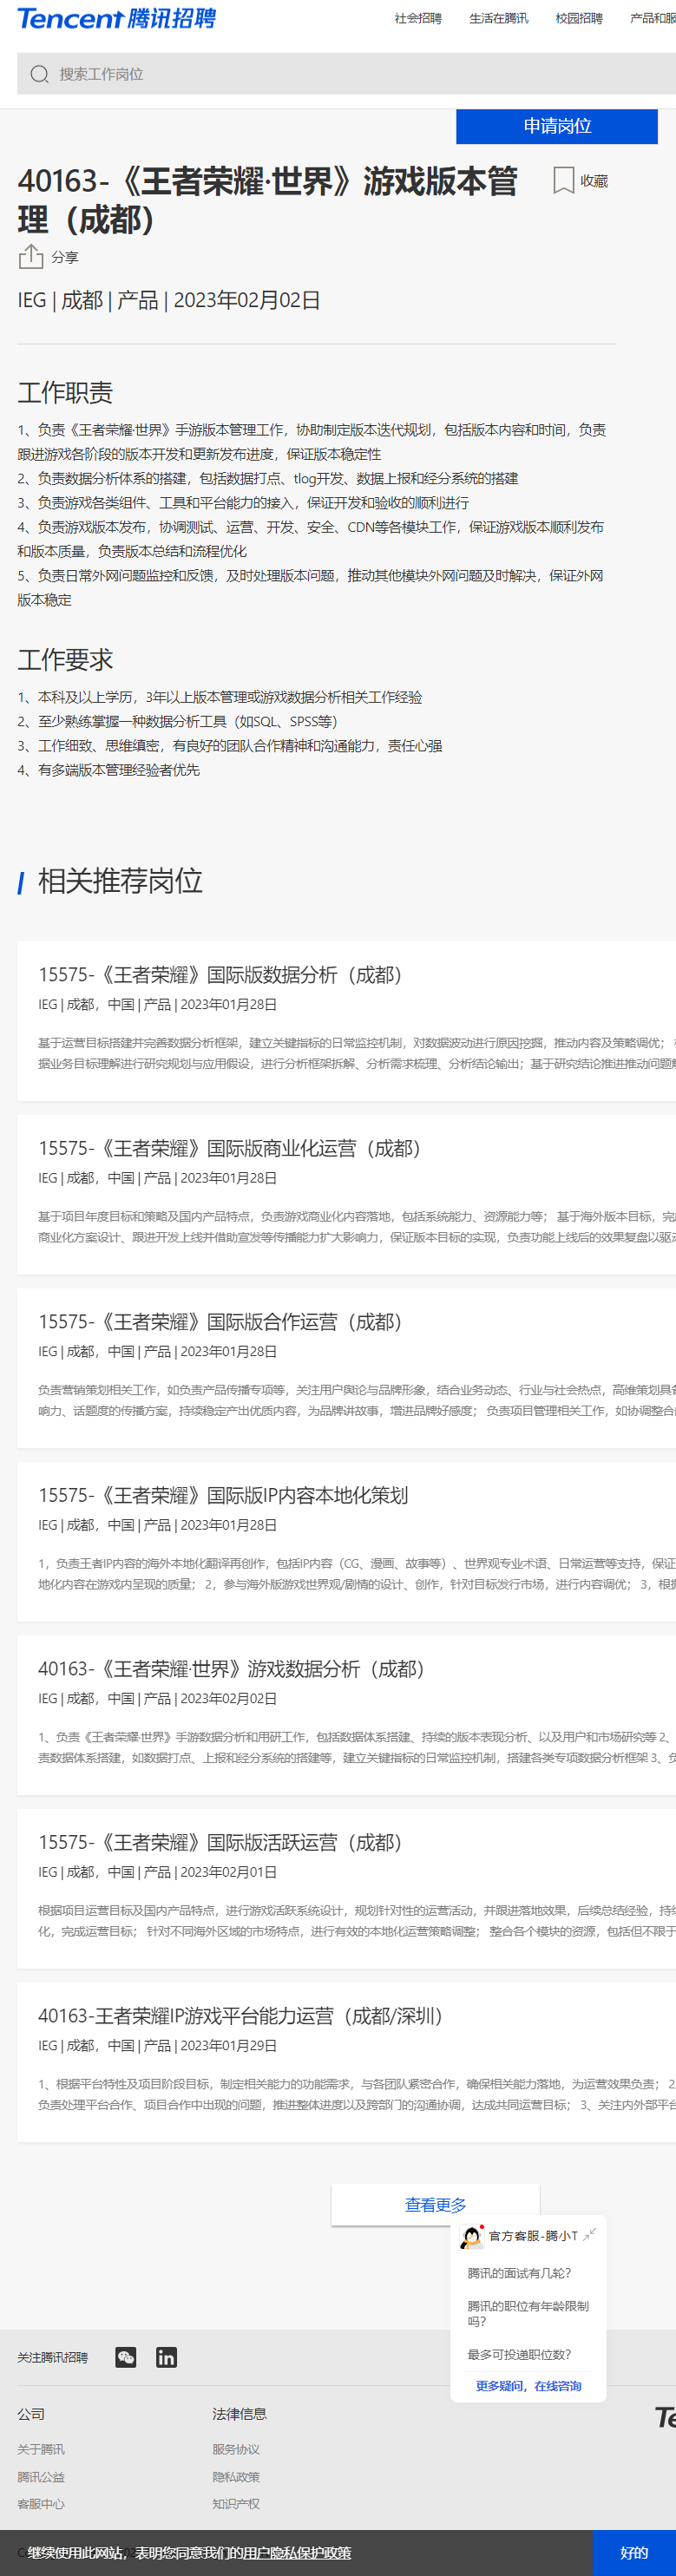 Tencent 腾讯招聘
社会招聘 生活在腾讯 校园招聘 产品和服
搜索工作岗位
申请岗位
40163-《王者荣耀·世界》游戏版本管
理（成都）
收藏
分享
IEG | 成都 | 产品 | 2023年02月02日
工作职责
1、负责《王者荣耀·世界》手游版本管理工作，协助制定版本迭代规划，包括版本内容和时间，负责
跟进游戏各阶段的版本开发和更新发布进度，保证版本稳定性
2、负责数据分析体系的搭建，包括数据打点、tlog开发、数据上报和经分系统的搭建
3、负责游戏各类组件、工具和平台能力的接入，保证开发和验收的顺利进行
4、负责游戏版本发布，协调测试、运营、开发、安全、CDN等各模块工作，保证游戏版本顺利发布
和版本质量，负责版本总结和流程优化
5、负责日常外网问题监控和反馈，及时处理版本问题，推动其他模块外网问题及时解决，保证外网
版本稳定
工作要求
1、本科及以上学历，3年以上版本管理或游戏数据分析相关工作经验
2、至少熟练掌握一种数据分析工具（如SQL、SPSS等）
3、工作细致、思维缜密，有良好的团队合作精神和沟通能力，责任心强
4、有多端版本管理经验者优先
相关推荐岗位
15575-《王者荣耀》国际版数据分析（成都）
IEG | 成都，中国 | 产品 | 2023年01月28日
基于运营目标搭建并完善数据分析框架，建立关键指标的日常监控机制，对数据波动进行原因挖掘，推动内容及策略调优；
据业务目标理解进行研究规划与应用假设，进行分析框架拆解、分析需求梳理、分析结论输出；基于研究结论推进推动问题
15575-《王者荣耀》国际版商业化运营（成都）
IEG | 成都，中国 | 产品 | 2023年01月28日
基于项目年度目标和策略及国内产品特点，负责游戏商业化内容落地，包括系统能力、资源能力等； 基于海外版本目标，完
商业化方案设计、跟进开发上线并借助宣发等传播能力扩大影响力，保证版本目标的实现，负责功能上线后的效果复盘以驱
15575-《王者荣耀》国际版合作运营（成都）
IEG | 成都，中国 | 产品 | 2023年01月28日
负责营销策划相关工作，如负责产品传播专项等，关注用户舆论与品牌形象，结合业务动态、行业与社会热点，高维策划具
响力、话题度的传播方案，持续稳定产出优质内容，为品牌讲故事，增进品牌好感度； 负责项目管理相关工作，如协调整合
15575-《王者荣耀》国际版IP内容本地化策划
IEG | 成都，中国 | 产品 | 2023年01月28日
1，负责王者IP内容的海外本地化翻译再创作，包括IP内容（CG、漫画、故事等）、世界观专业术语、日常运营等支持，保证
地化内容在游戏内呈现的质量； 2，参与海外版游戏世界观/剧情的设计、创作，针对目标发行市场，进行内容调优； 3，根
40163-《王者荣耀·世界》游戏数据分析（成都）
IEG | 成都，中国 | 产品 | 2023年02月02日
1、负责《王者荣耀·世界》手游数据分析和用研工作，包括数据体系搭建、持续的版本表现分析、以及用户和市场研究等 2、
责数据体系搭建，如数据打点、上报和经分系统的搭建等，建立关键指标的日常监控机制，搭建各类专项数据分析框架 3、负
15575-《王者荣耀》国际版活跃运营（成都）
IEG | 成都，中国 | 产品 | 2023年02月01日
根据项目运营目标及国内产品特点，进行游戏活跃系统设计，规划针对性的运营活动，并跟进落地效果，后续总结经验，持续
化，完成运营目标； 针对不同海外区域的市场特点，进行有效的本地化运营策略调整； 整合各个模块的资源，包括但不限于
40163-王者荣耀IP游戏平台能力运营（成都/深圳）
IEG | 成都，中国 | 产品 | 2023年01月29日
1、根据平台特性及项目阶段目标，制定相关能力的功能需求，与各团队紧密合作，确保相关能力落地，为运营效果负责； 2
负责处理平台合作、项目合作中出现的问题，推进整体进度以及跨部门的沟通协调，达成共同运营目标； 3、关注内外部平台
查看更多
官方客服-腾小T
腾讯的面试有几轮？
腾讯的职位有年龄限制
吗？
最多可投递职位数？
更多疑问，在线咨询
关注腾讯招聘
公司 法律信息
关于腾讯 服务协议
腾讯公益 隐私政策
客服中心 知识产权
继续使用此网站，表明您同意我们的用户隐私保护政策
好的